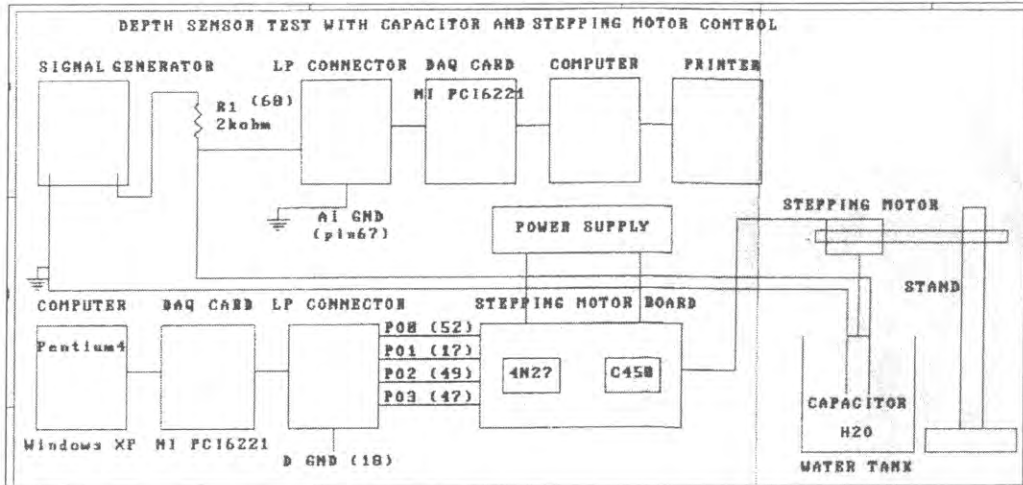 DEPTH SENSOR TEST WITH CAPACITOR AND STEPPING MOTOR CONTROL
SIGNAL GENERATOR
LP CONNECTOR
DAQ CARD
COMPUTER
PRINTER
NI PCI6221
R1 (68)
2kohm
AI GND
(pin67)
POWER SUPPLY
STEPPING MOTOR
STAND
COMPUTER
DAQ CARD
LP CONNECTOR
STEPPING MOTOR BOARD
Pentium4
P00 (52)
P01 (17)
P02 (49)
P03 (47)
4N27
C450
CAPACITOR
H2O
Windows XP
NI PCI6221
D GND (18)
WATER TANK